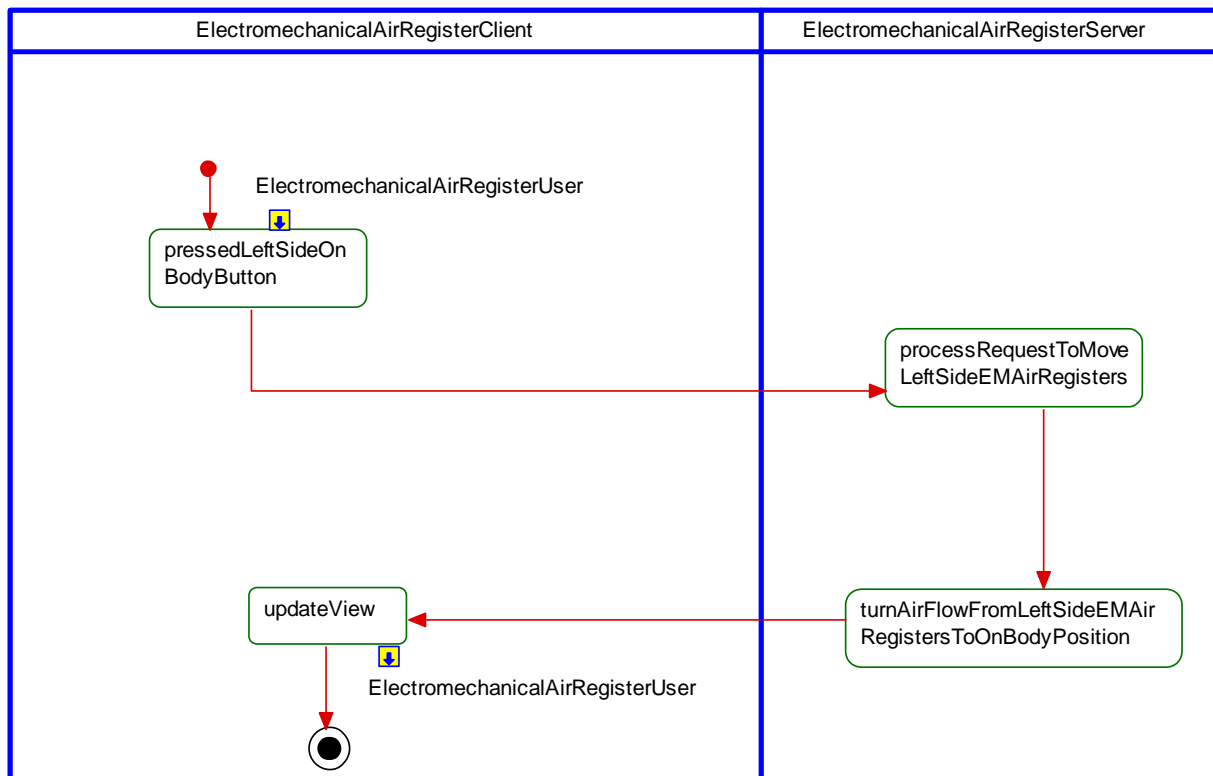 ElectromechanicalAirRegisterClient
ElectromechanicalAirRegisterServer
ElectromechanicalAirRegisterUser
pressedLeftSideOn
BodyButton
processRequestToMove
LeftSideEMAirRegisters
updateView
turnAirFlowFromLeftSideEMAir
RegistersToOnBodyPosition
ElectromechanicalAirRegisterUser